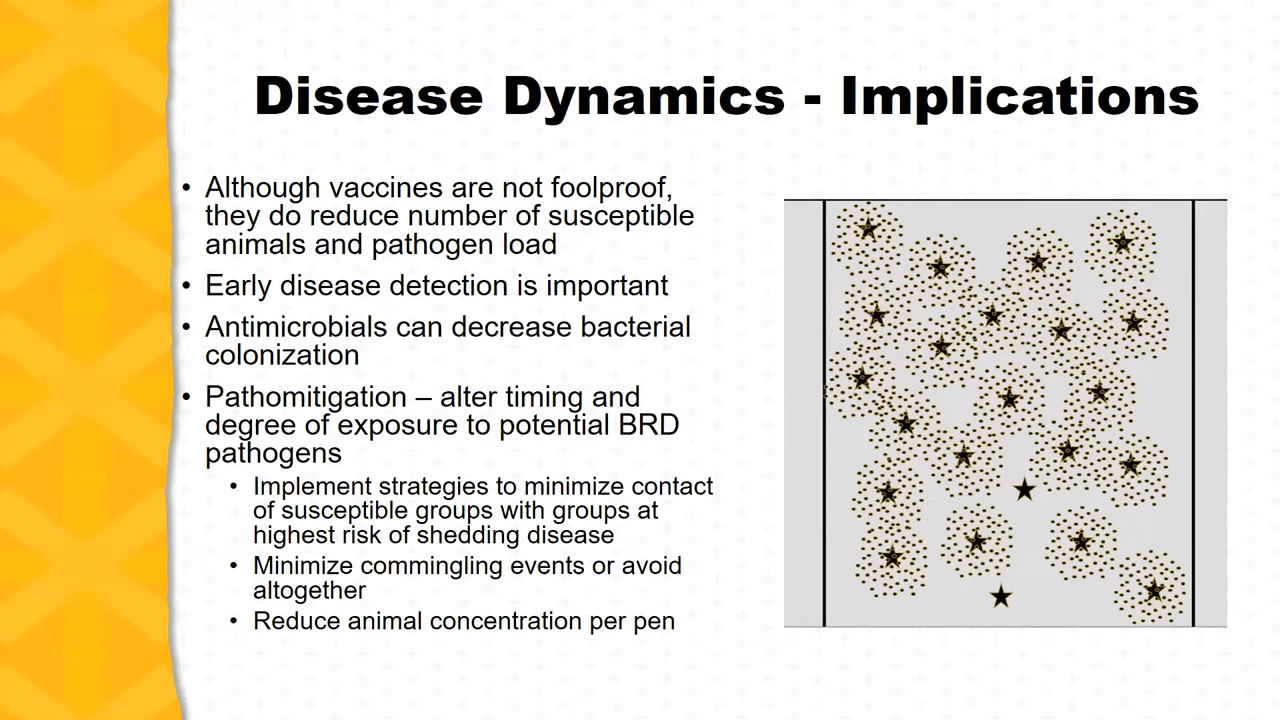 Disease Dynamics - Implications
• Although vaccines are not foolproof,
they do reduce number of susceptible
animals and pathogen load
• Early disease detection is important
• Antimicrobials can decrease bacterial
colonization
• Pathomitigation – alter timing and
degree of exposure to potential BRD
pathogens
• Implement strategies to minimize contact
of susceptible groups with groups at
highest risk of shedding disease
• Minimize commingling events or avoid
altogether
• Reduce animal concentration per pen